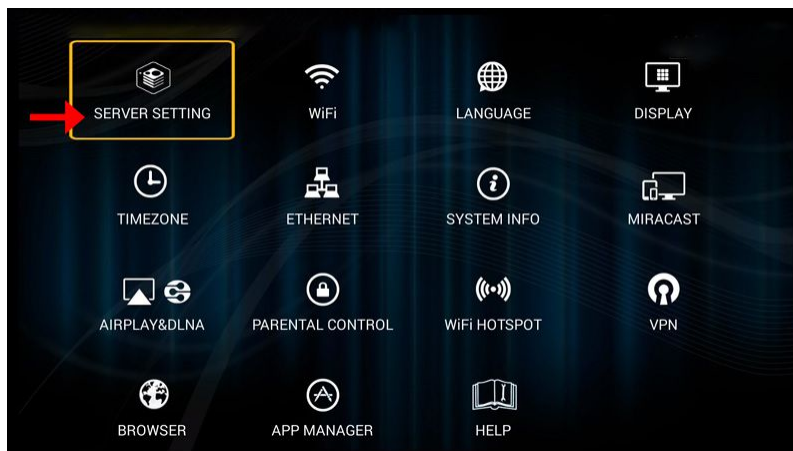 SERVER SETTING
WiFi
LANGUAGE
DISPLAY
TIMEZONE
ETHERNET
SYSTEM INFO
MIRACAST
AIRPLAY&DLNA
PARENTAL CONTROL
WiFi HOTSPOT
VPN
BROWSER
APP MANAGER
HELP